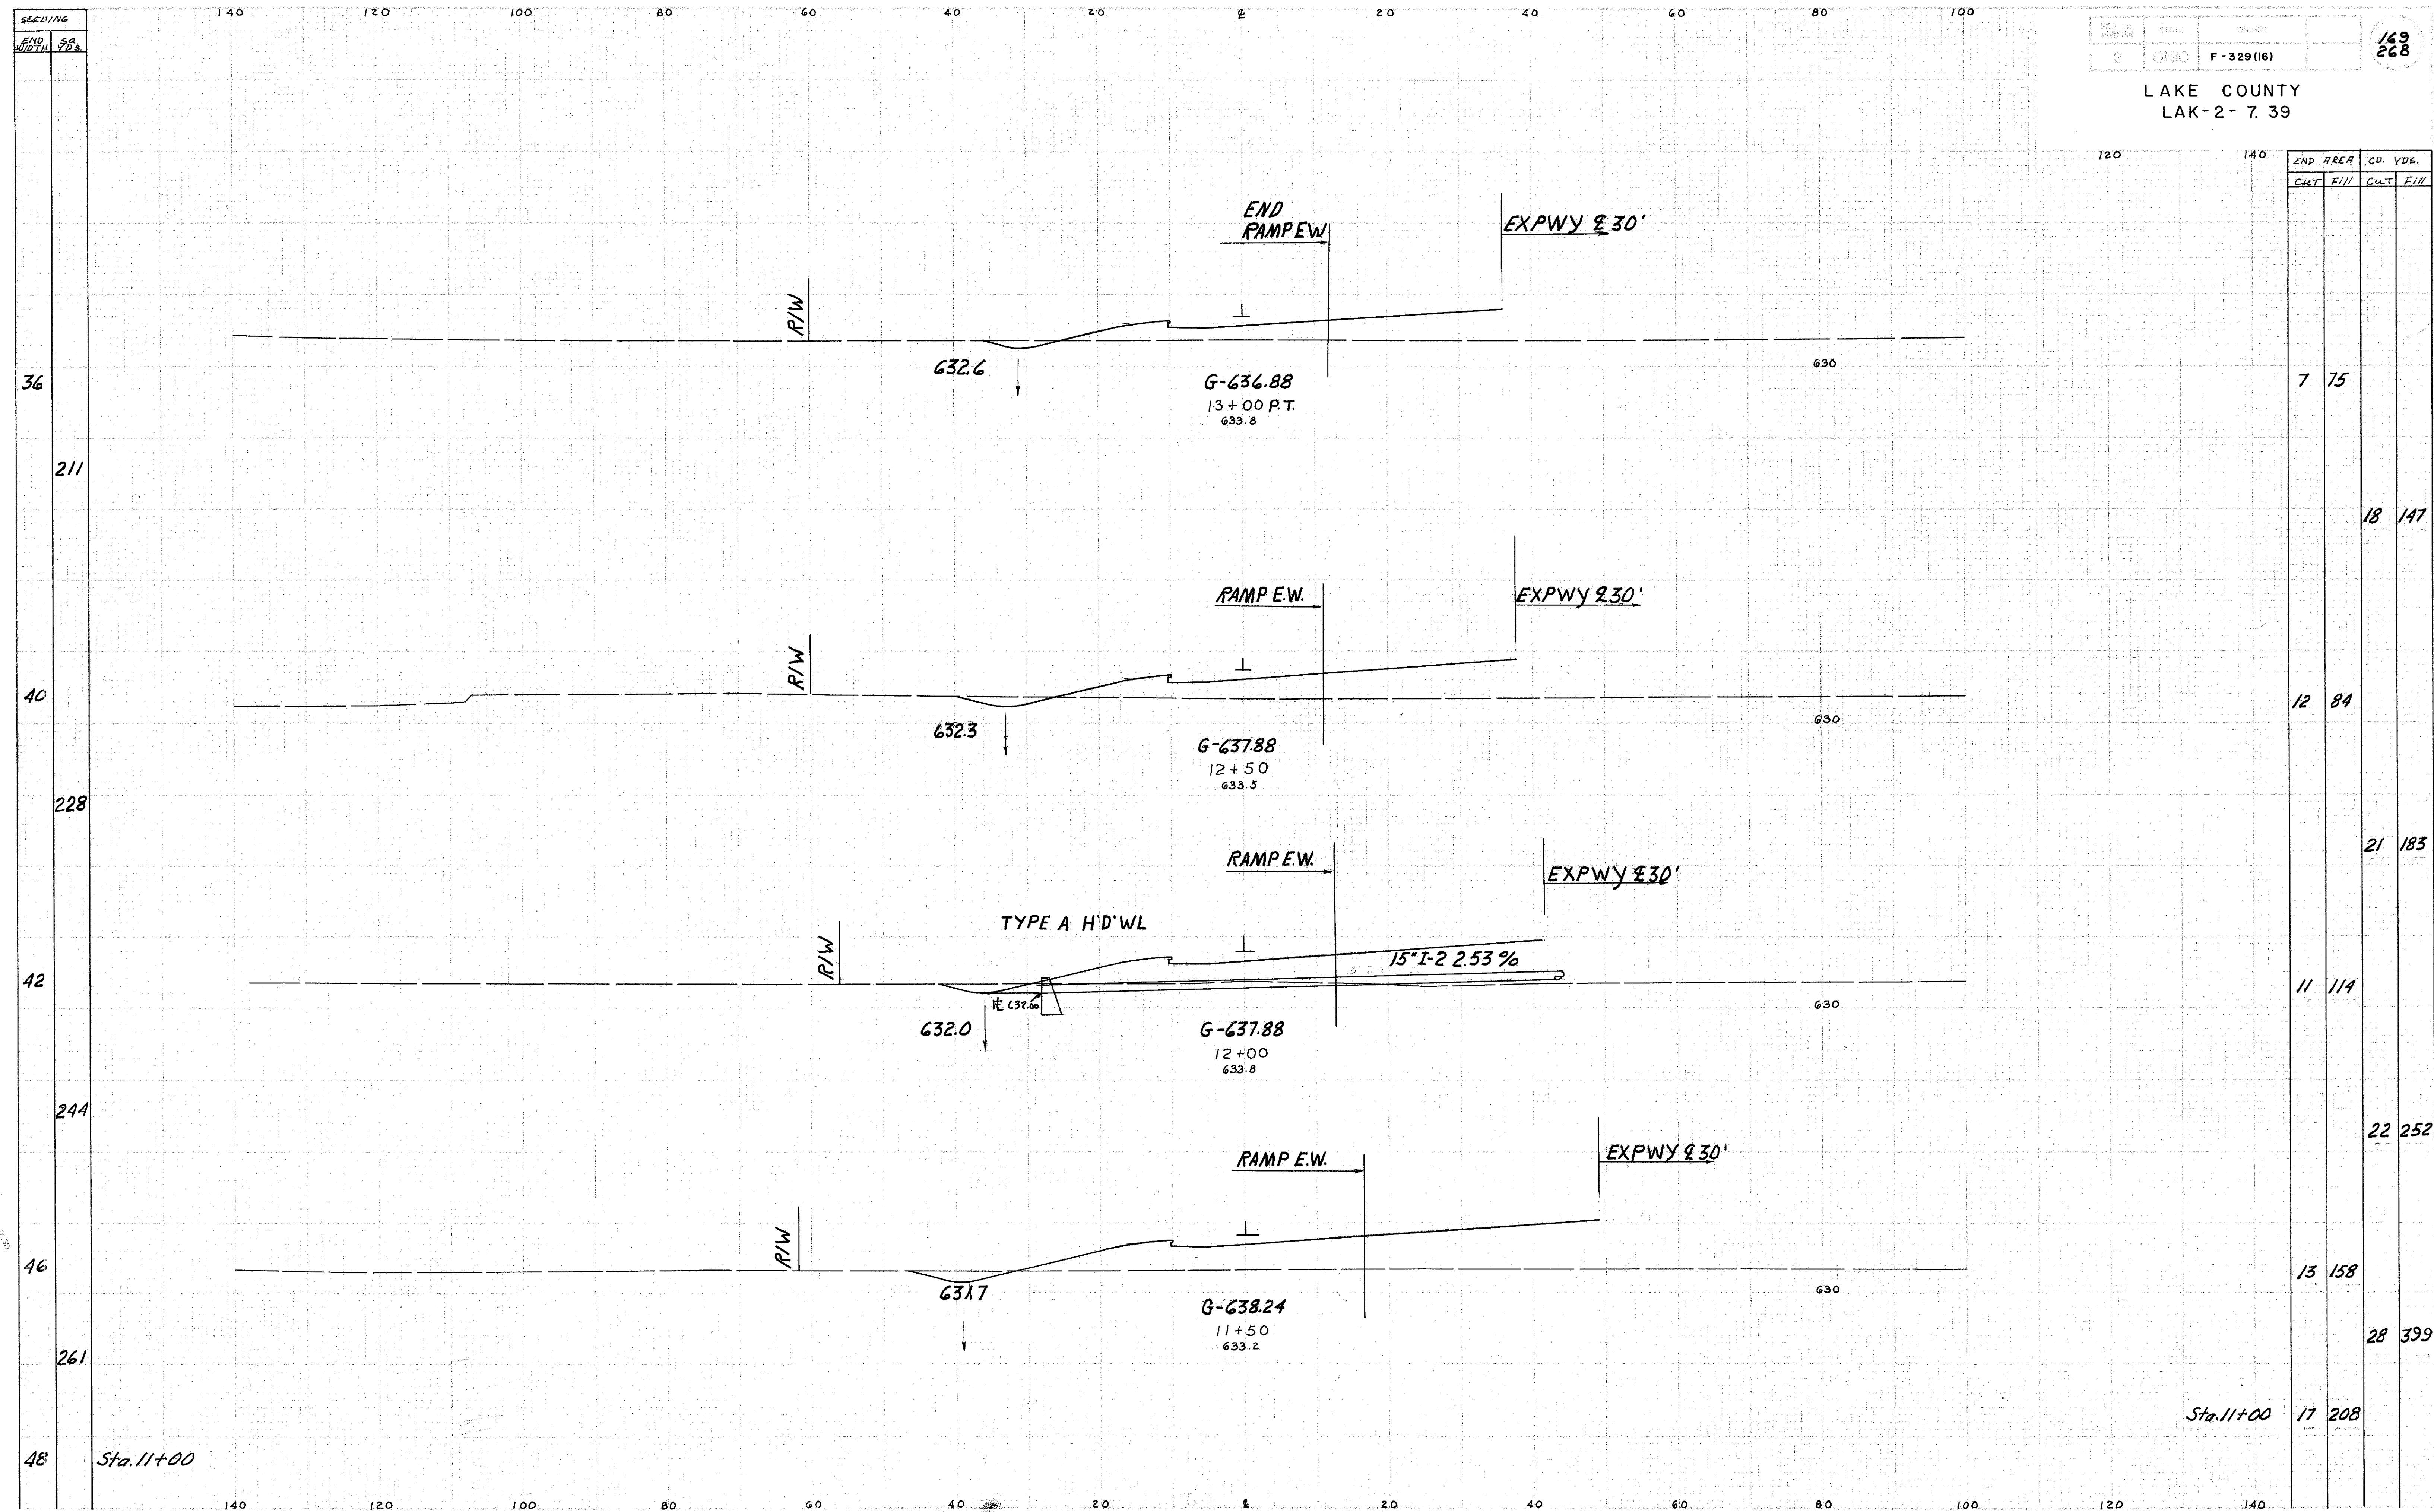 SEEDING
END WIDTH SQ. YDS.
140 120 100 80 60 40 20 ℄ 20 40 60 80 100
OHIO F-329(16)
169
268
LAKE COUNTY
LAK-2-7.39
120 140
END AREA CU. YDS.
CUT Fill CUT Fill
END
RAMP EW
EXPWY ℄ 30'
R/W
632.6
630
36
G-636.88
7 75
13+00 P.T.
633.8
211
18 147
RAMP E.W.
EXPWY ℄ 30'
R/W
40
12 84
632.3
630
G-637.88
12+50
633.5
228
21 183
RAMP E.W.
EXPWY ℄ 30'
TYPE A H'D'WL
R/W
15" I-2 2.53 %
42
11 114
632.00
630
632.0
G-637.88
12+00
633.8
244
22 252
RAMP E.W.
EXPWY ℄ 30'
R/W
46
13 158
631.7
630
G-638.24
11+50
633.2
28 399
261
Sta. 11+00 17 208
48 Sta. 11+00
140 120 100 80 60 40 20 ℄ 20 40 60 80 100 120 140